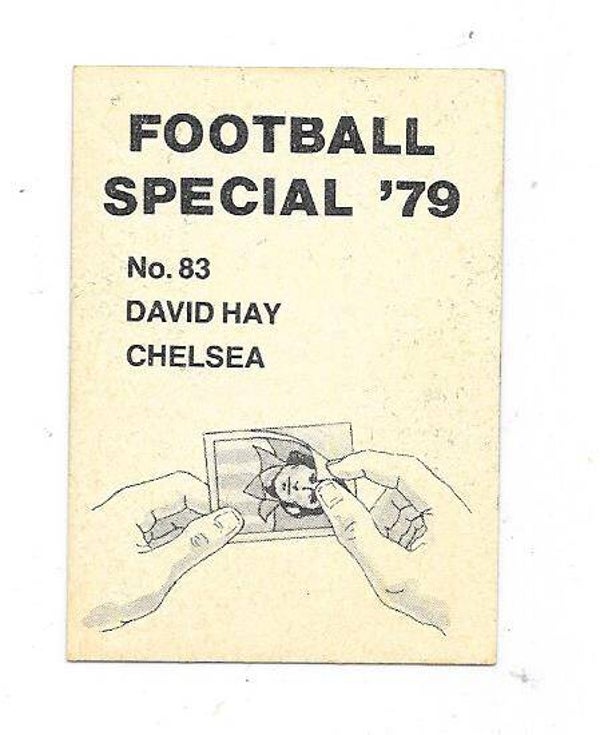 FOOTBALL
SPECIAL '79
No. 83
DAVID HAY
CHELSEA